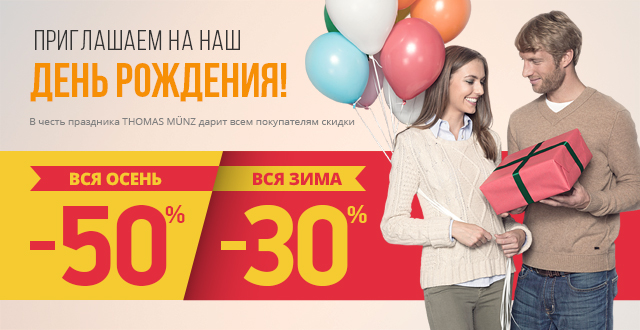 ПРИГЛАШАЕМ НА НАШ
ДЕНЬ РОЖДЕНИЯ!
В честь праздника THOMAS MÜNZ дарит всем покупателям скидки
ВСЯ ОСЕНЬ
-50%
ВСЯ ЗИМА
-30%